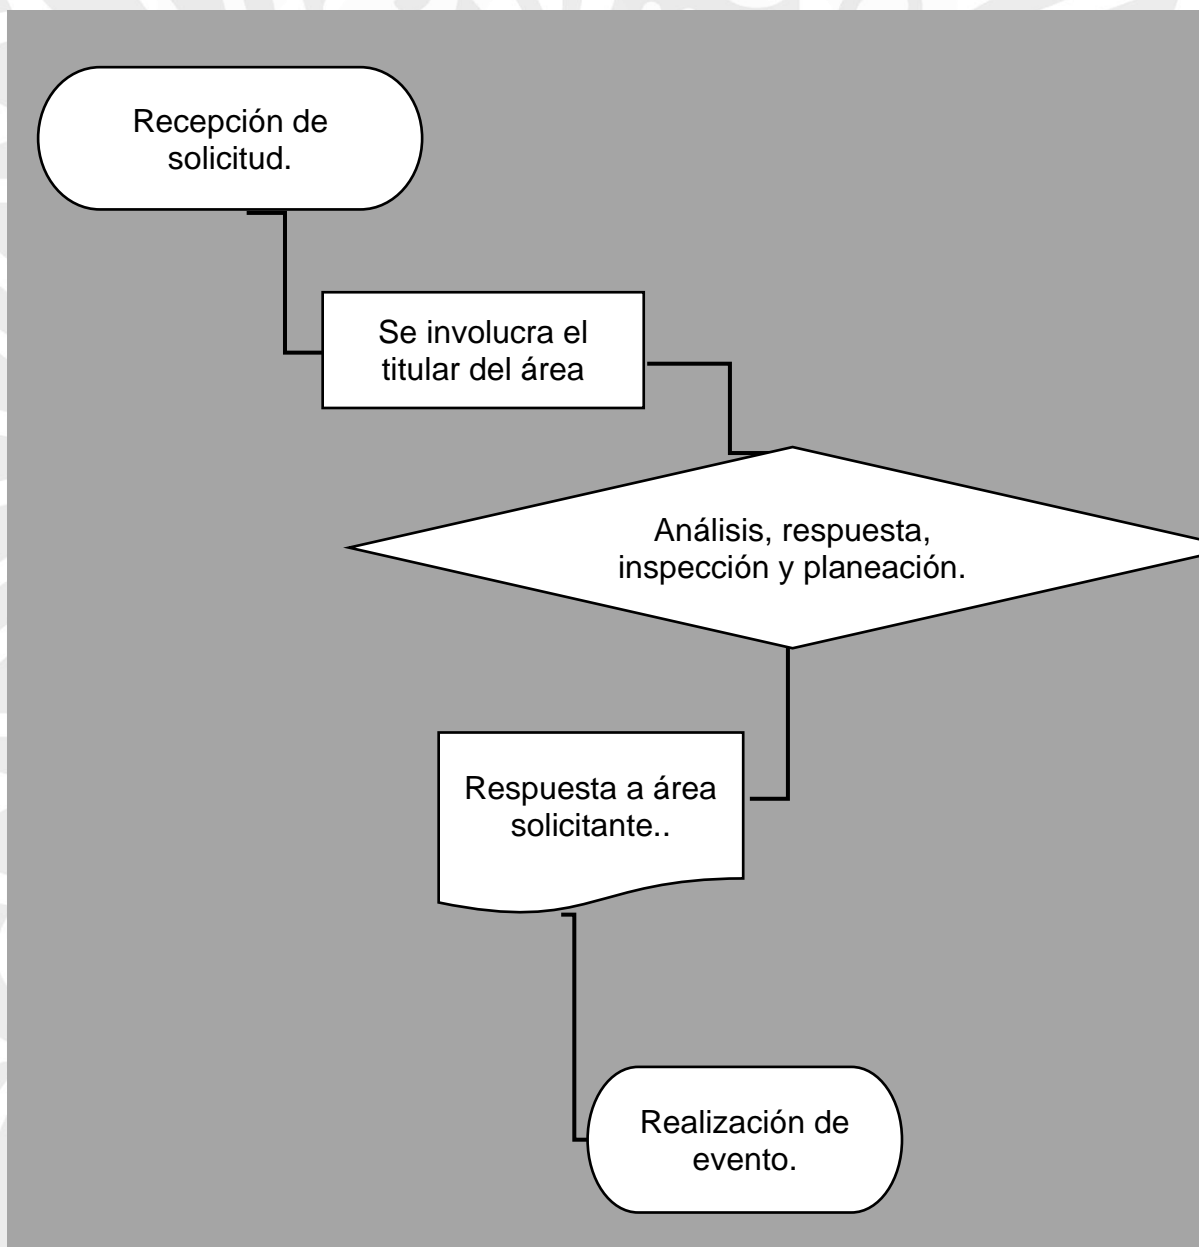 Recepción de
solicitud.
Se involucra el
titular del área
Análisis, respuesta,
inspección y planeación.
Respuesta a área
solicitante..
Realización de
evento.